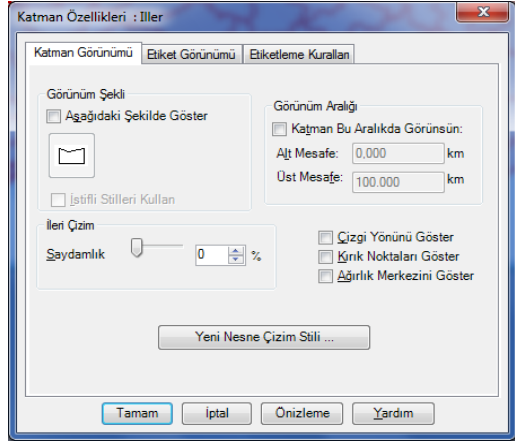 Katman Özellikleri : Iller
Katman Görünümü Etiket Görünümü Etiketleme Kuralları
Görünüm Şekli
Aşağıdaki Şekilde Göster
İstifli Stilleri Kullan
Görünüm Aralığı
Katman Bu Aralıkda Görünsün:
Alt Mesafe: 0,000 km
Üst Mesafe: 100.000 km
İleri Çizim
Saydamlık 0 %
Çizgi Yönünü Göster
Kırık Noktaları Göster
Ağırlık Merkezini Göster
Yeni Nesne Çizim Stili ...
Tamam İptal Önizleme Yardım